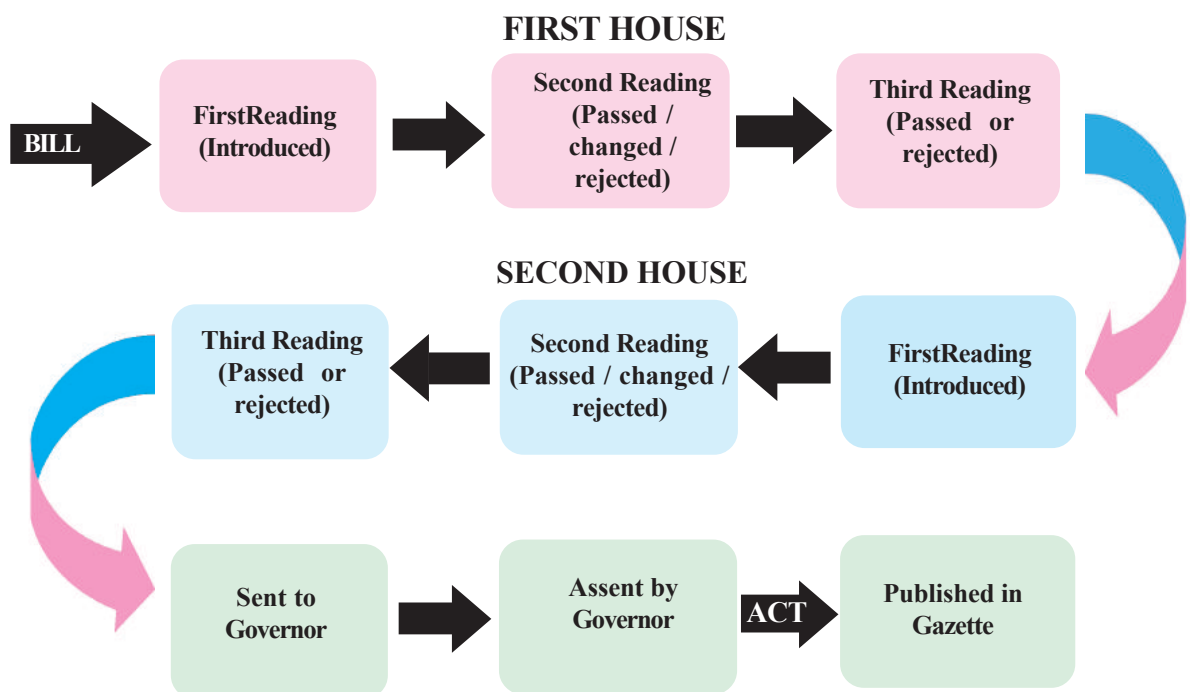 FIRST HOUSE
BILL
FirstReading
(Introduced)
Second Reading
(Passed /
changed /
rejected)
Third Reading
(Passed or
rejected)
SECOND HOUSE
Third Reading
(Passed or
rejected)
Second Reading
(Passed / changed /
rejected)
FirstReading
(Introduced)
Sent to
Governor
Assent by
Governor
ACT
Published in
Gazette